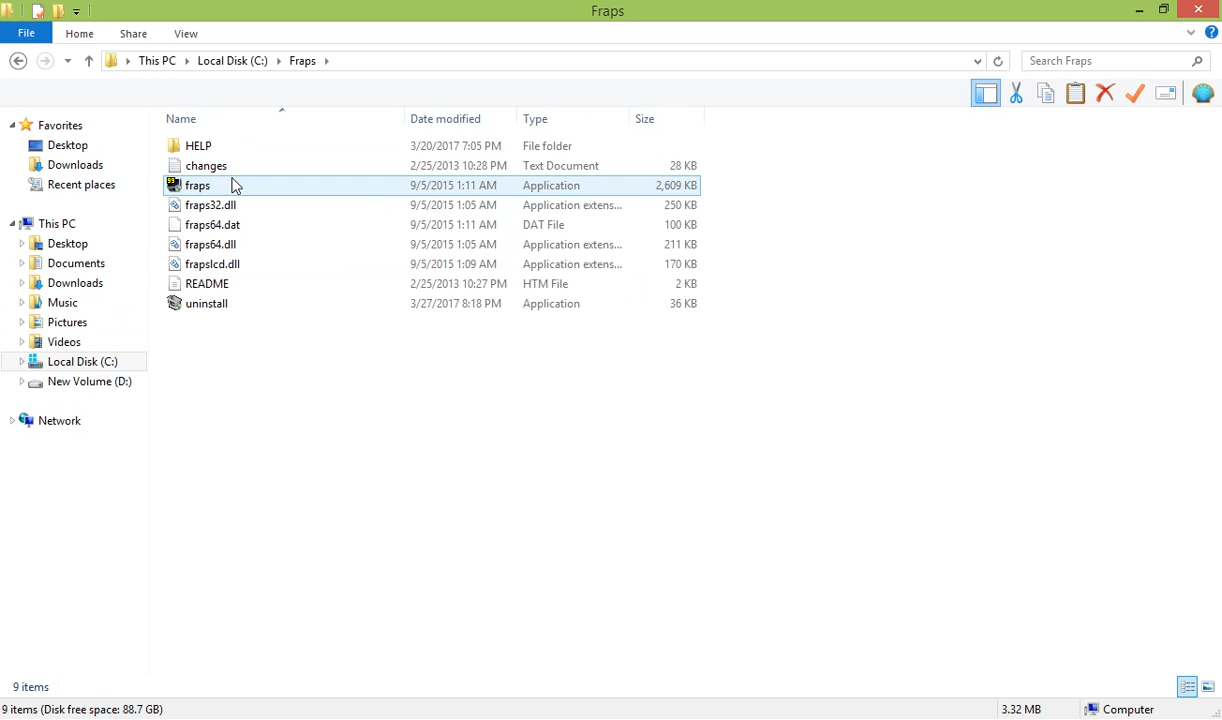 Fraps
File Home Share View
This PC Local Disk (C:) Fraps
Search Fraps
Name Date modified Type Size
Favorites
Desktop
Downloads
Recent places
This PC
Desktop
Documents
Downloads
Music
Pictures
Videos
Local Disk (C:)
New Volume (D:)
Network
HELP 3/20/2017 7:05 PM File folder
changes 2/25/2013 10:28 PM Text Document 28 KB
fraps 9/5/2015 1:11 AM Application 2,609 KB
fraps32.dll 9/5/2015 1:05 AM Application extens... 250 KB
fraps64.dat 9/5/2015 1:11 AM DAT File 100 KB
fraps64.dll 9/5/2015 1:05 AM Application extens... 211 KB
frapslcd.dll 9/5/2015 1:09 AM Application extens... 170 KB
README 2/25/2013 10:27 PM HTM File 2 KB
uninstall 3/27/2017 8:18 PM Application 36 KB
9 items
9 items (Disk free space: 88.7 GB) 3.32 MB Computer